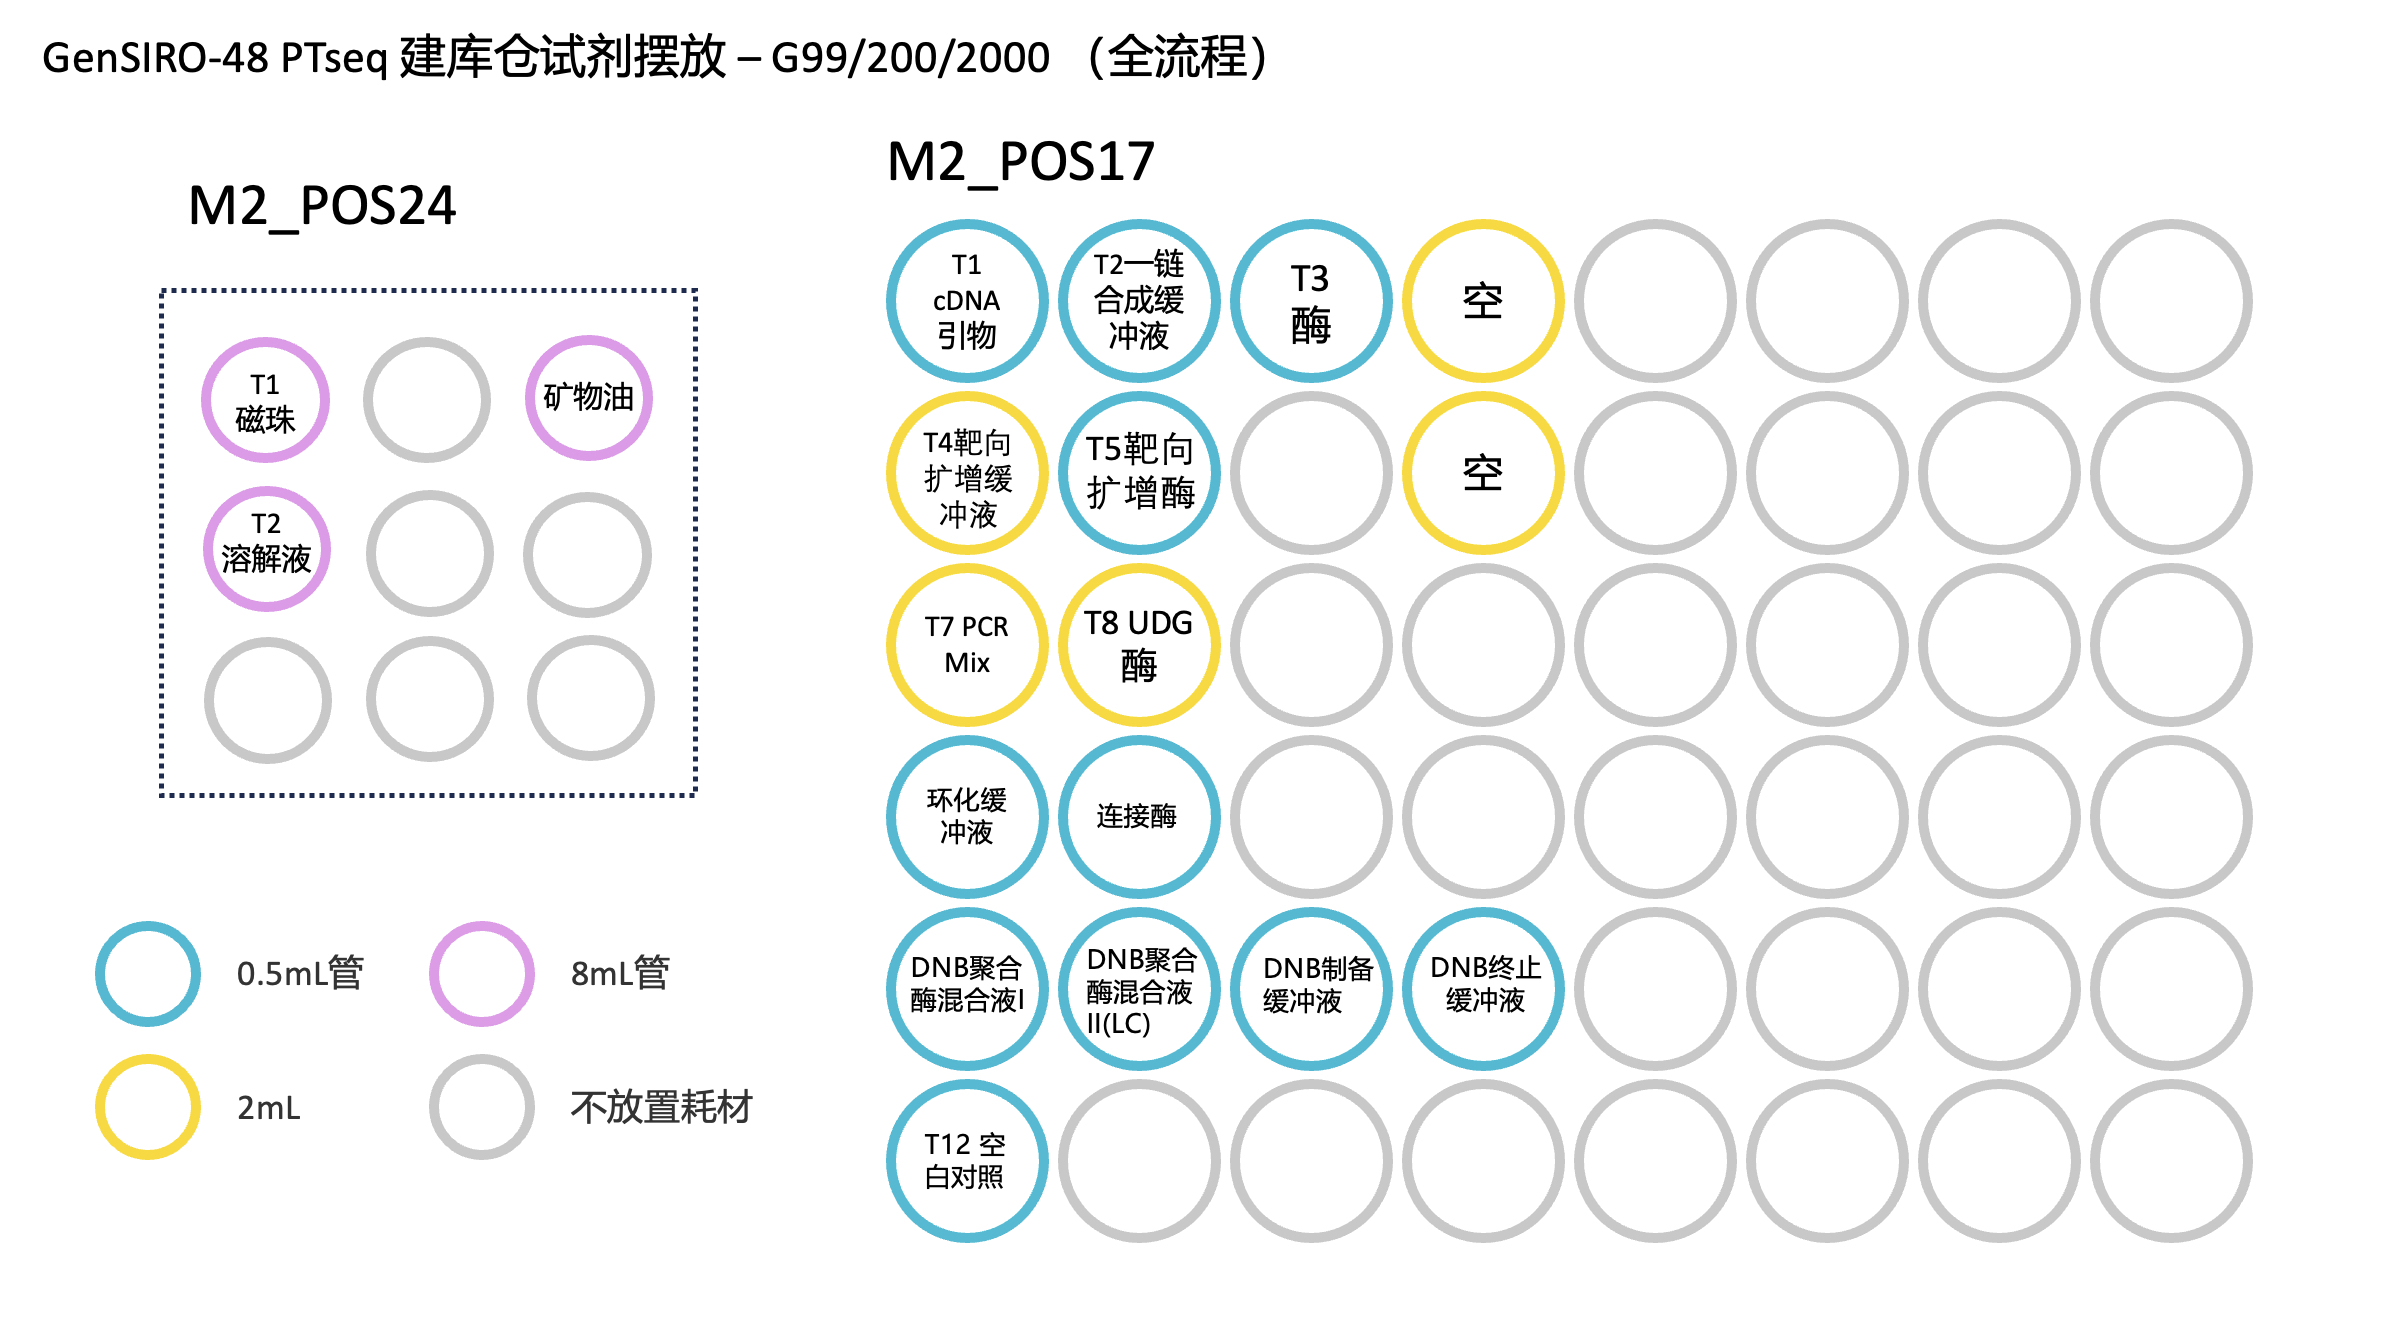 GenSIRO-48 PTseq 建库仓试剂摆放 – G99/200/2000 （全流程）
M2_POS24
T1
磁珠
矿物油
T2
溶解液
0.5mL管
8mL管
2mL
不放置耗材
M2_POS17
T1
cDNA
引物
T2一链
合成缓
冲液
T3
酶
空
T4靶向
扩增缓
冲液
T5靶向
扩增酶
空
T7 PCR
Mix
T8 UDG
酶
环化缓
冲液
连接酶
DNB聚合
酶混合液I
DNB聚合
酶混合液
II(LC)
DNB制备
缓冲液
DNB终止
缓冲液
T12 空
白对照